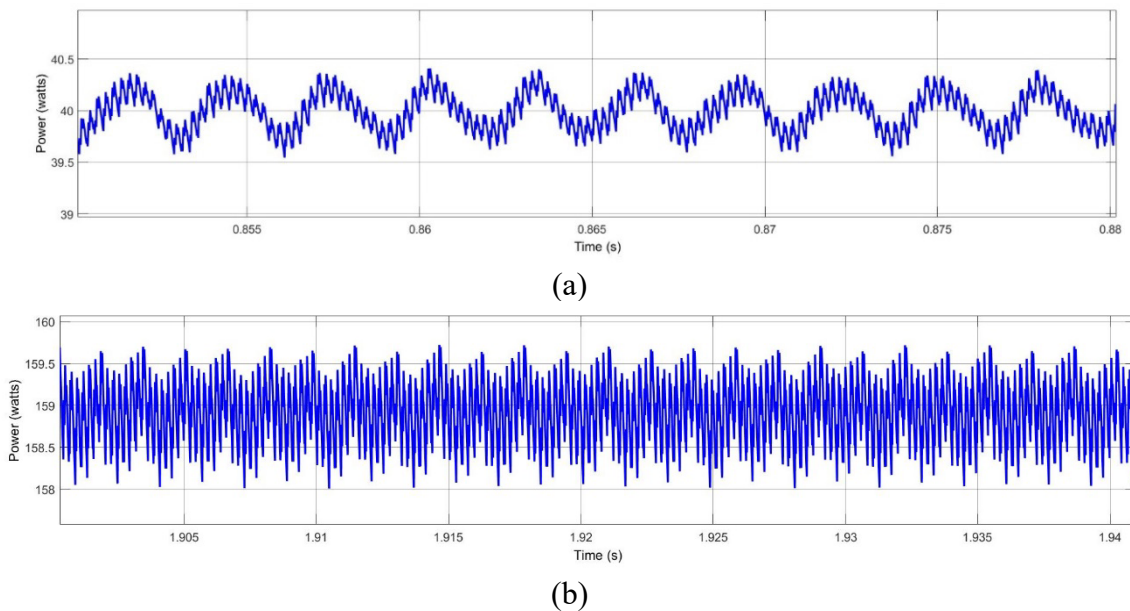 40.5
40
39.5
39
Power (watts)
0.855 0.86 0.865 0.87 0.875 0.88
Time (s)
(a)
160
159.5
159
158.5
158
Power (watts)
1.905 1.91 1.915 1.92 1.925 1.93 1.935 1.94
Time (s)
(b)